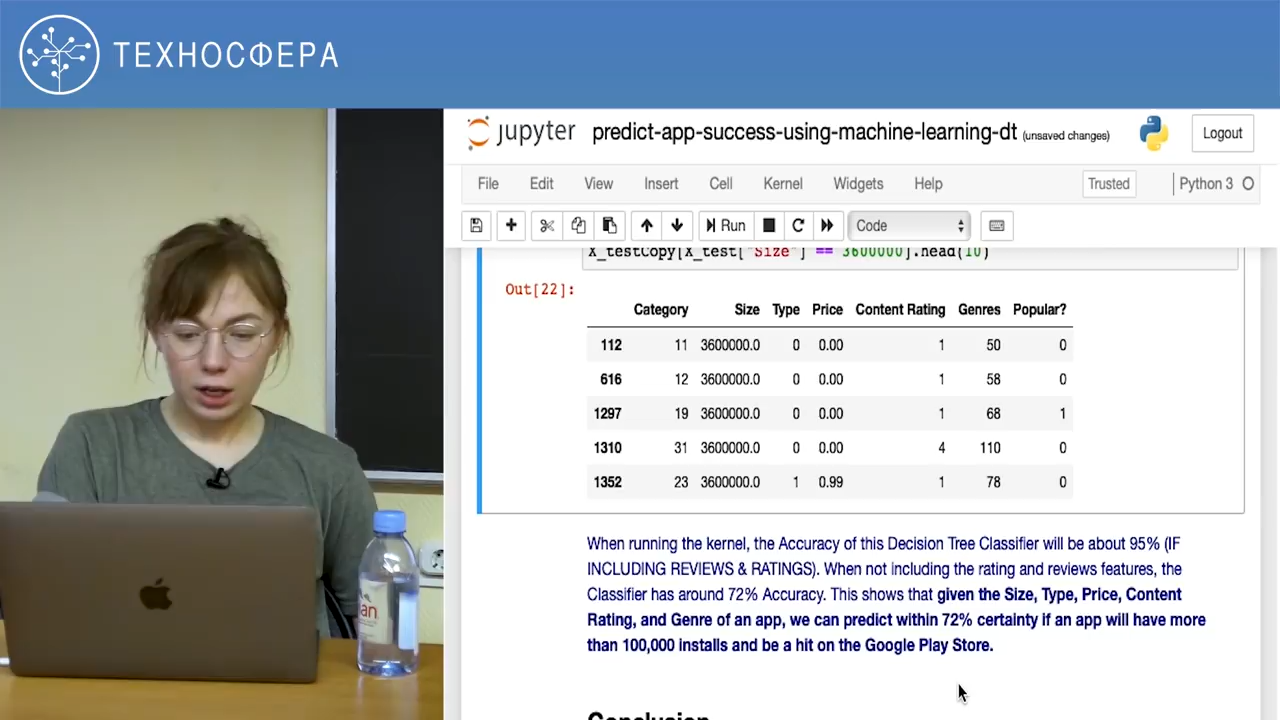 ТЕХНОСФЕРА
jupyter predict-app-success-using-machine-learning-dt (unsaved changes) Logout
File Edit View Insert Cell Kernel Widgets Help Trusted Python 3
Run Code
X_testCopy[X_test["Size"] == 3600000].head(10)
Out[22]:
Category Size Type Price Content Rating Genres Popular?
112 11 3600000.0 0 0.00 1 50 0
616 12 3600000.0 0 0.00 1 58 0
1297 19 3600000.0 0 0.00 1 68 1
1310 31 3600000.0 0 0.00 4 110 0
1352 23 3600000.0 1 0.99 1 78 0
When running the kernel, the Accuracy of this Decision Tree Classifier will be about 95% (IF
INCLUDING REVIEWS & RATINGS). When not including the rating and reviews features, the
Classifier has around 72% Accuracy. This shows that given the Size, Type, Price, Content
Rating, and Genre of an app, we can predict within 72% certainty if an app will have more
than 100,000 installs and be a hit on the Google Play Store.
Conclusion